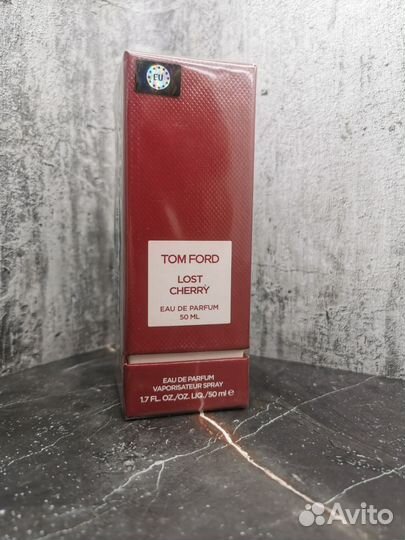 EU
TOM FORD
LOST
CHERRY
EAU DE PARFUM
50 ML
EAU DE PARFUM
VAPORISATEUR SPRAY
1.7 FL. OZ./OZ. LIQ./50 ml ℮
Avito